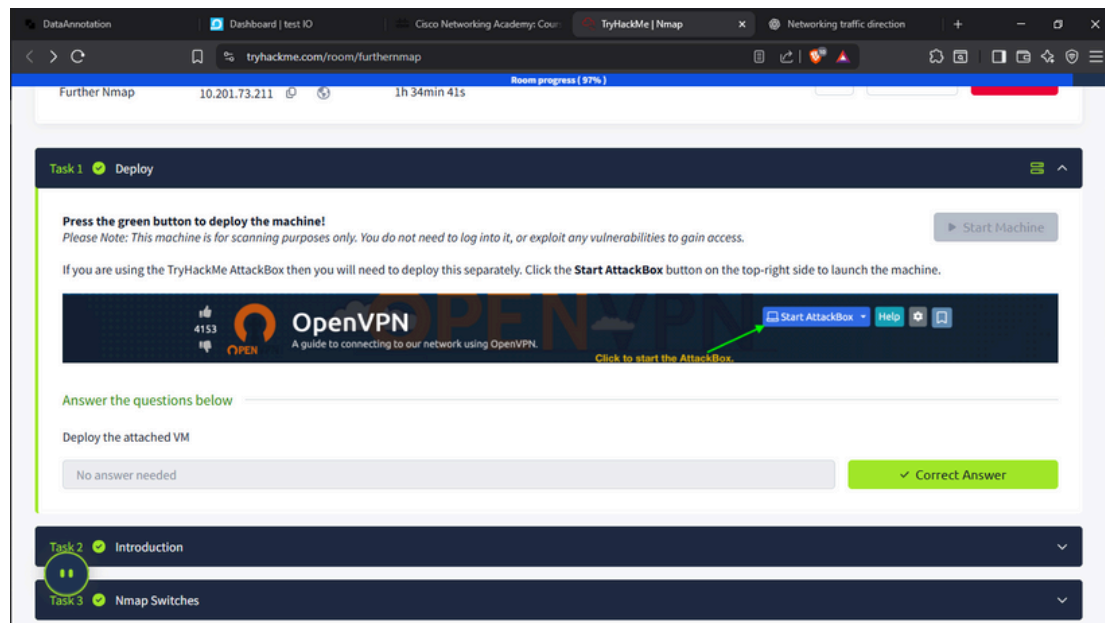 DataAnnotation
Dashboard | test IO
Cisco Networking Academy: Cour
TryHackMe | Nmap
Networking traffic direction
tryhackme.com/room/furthernmap
Room progress ( 97% )
Further Nmap 10.201.73.211 1h 34min 41s
Task 1 Deploy
Press the green button to deploy the machine!
Start Machine
Please Note: This machine is for scanning purposes only. You do not need to log into it, or exploit any vulnerabilities to gain access.
If you are using the TryHackMe AttackBox then you will need to deploy this separately. Click the Start AttackBox button on the top-right side to launch the machine.
OPENVPN
4153
OPEN
OpenVPN
A guide to connecting to our network using OpenVPN.
Start AttackBox Help
Click to start the AttackBox.
Answer the questions below
Deploy the attached VM
No answer needed
Correct Answer
Task 2 Introduction
Task 3 Nmap Switches